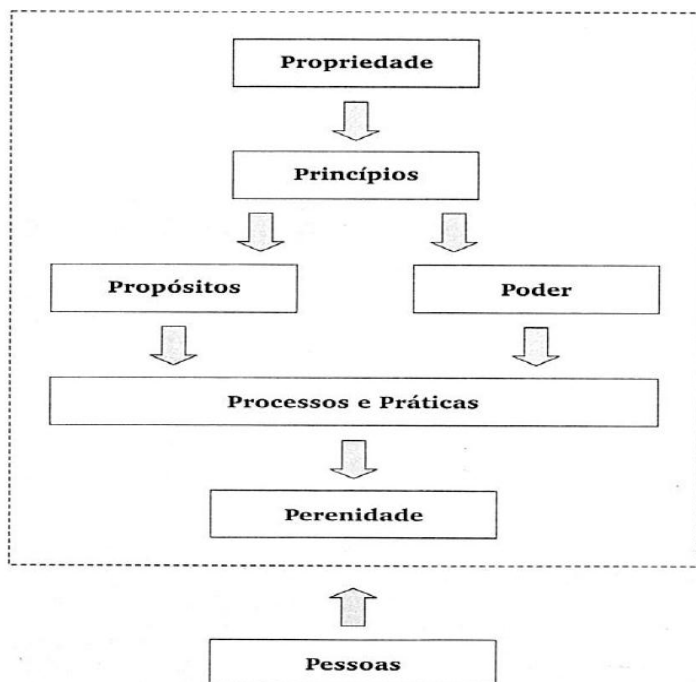 Propriedade
Princípios
Propósitos
Poder
Processos e Práticas
Perenidade
Pessoas